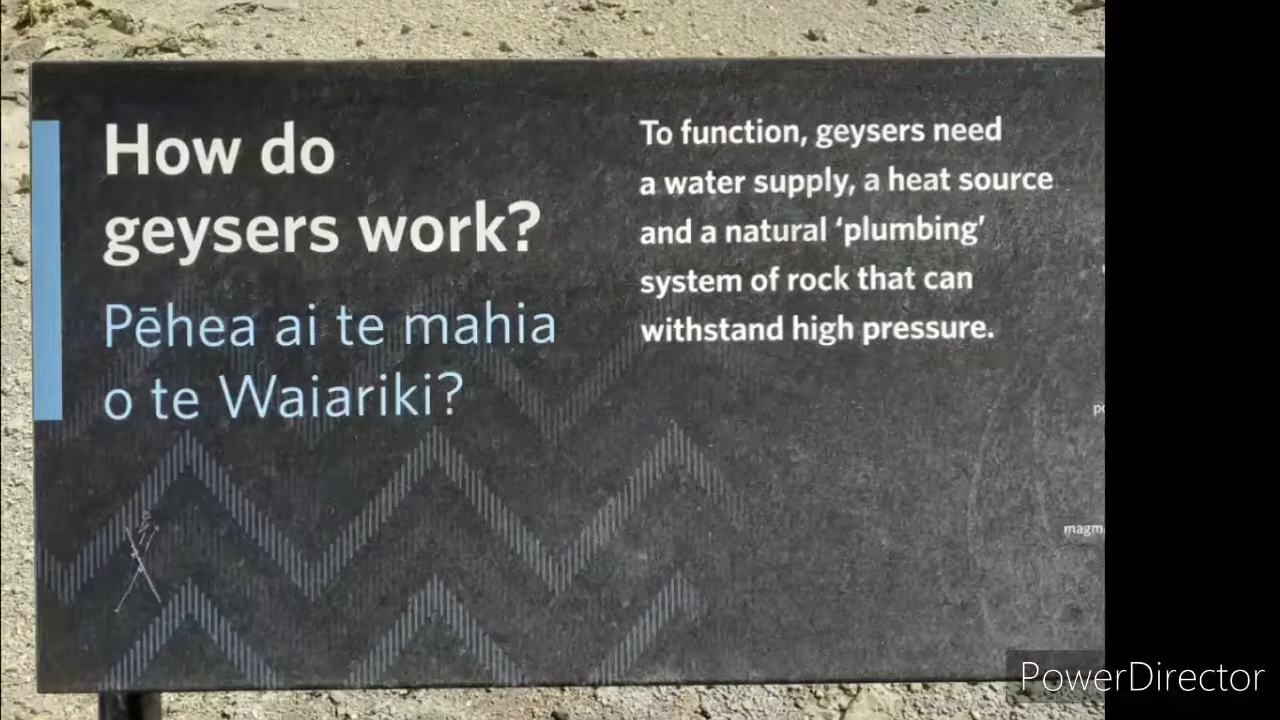 How do
geysers work?
Pēhea ai te mahia
o te Waiariki?
To function, geysers need
a water supply, a heat source
and a natural ‘plumbing’
system of rock that can
withstand high pressure.
PowerDirector